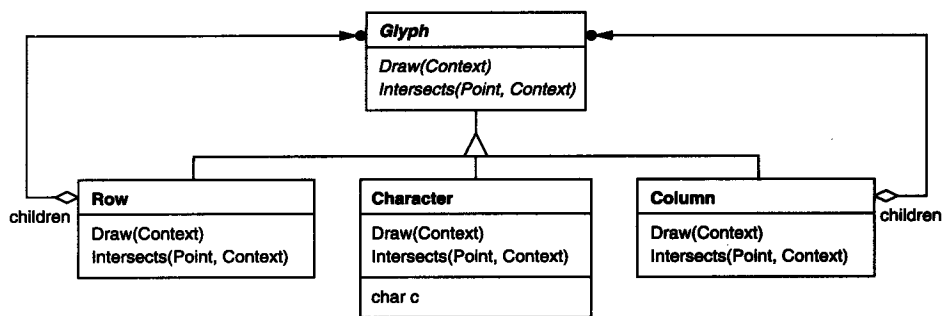 Glyph
Draw(Context)
Intersects(Point, Context)
Row
Draw(Context)
Intersects(Point, Context)
children
Character
Draw(Context)
Intersects(Point, Context)
char c
Column
Draw(Context)
Intersects(Point, Context)
children